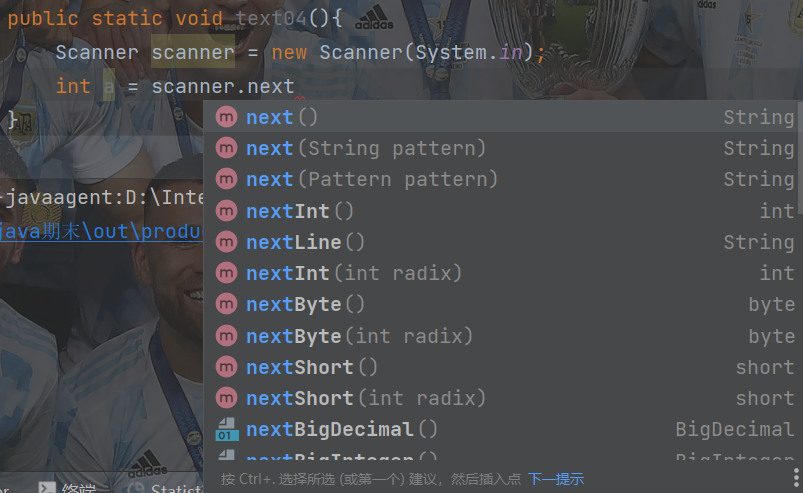 public static void text04(){
Scanner scanner = new Scanner(System.in);
int a = scanner.next
}
next() String
next(String pattern) String
next(Pattern pattern) String
nextInt() int
nextLine() String
nextInt(int radix) int
nextByte() byte
nextByte(int radix) byte
nextShort() short
nextShort(int radix) short
nextBigDecimal() BigDecimal
nextBigInteger() BigInteger
按 Ctrl+. 选择所选 (或第一个) 建议，然后插入点 下一提示
-javaagent:D:\Inte
java期末\out\produc
终端
Statist
adidas
adidas
adidas